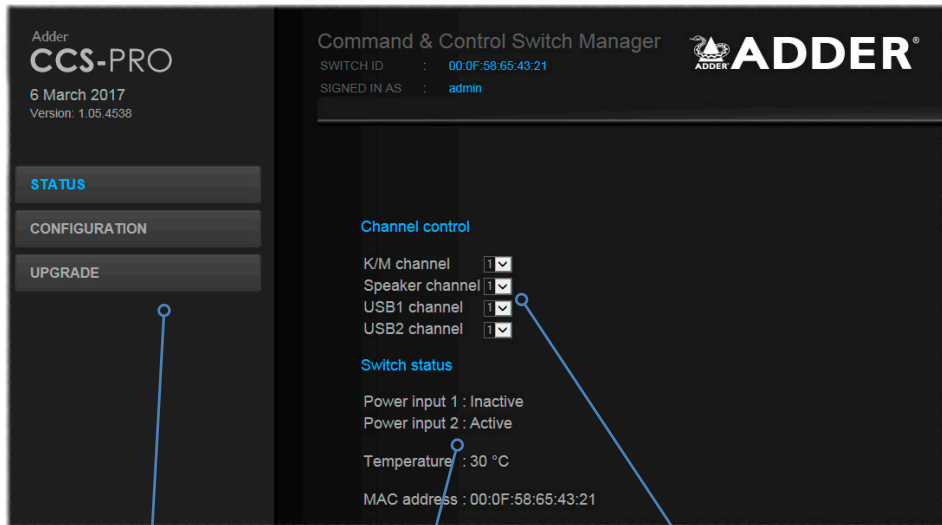 Adder
CCS-PRO
6 March 2017
Version: 1.05.4538
STATUS
CONFIGURATION
UPGRADE
Command & Control Switch Manager
SWITCH ID : 00:0F:58:65:43:21
SIGNED IN AS : admin
ADDER
ADDER®
Channel control
K/M channel 1
Speaker channel 1
USB1 channel 1
USB2 channel 1
Switch status
Power input 1 : Inactive
Power input 2 : Active
Temperature : 30 °C
MAC address : 00:0F:58:65:43:21